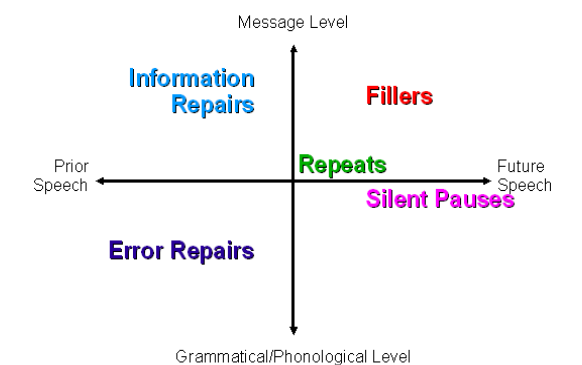 Message Level
Information
Repairs
Fillers
Repeats
Prior
Speech
Future
Speech
Silent Pauses
Error Repairs
Grammatical/Phonological Level